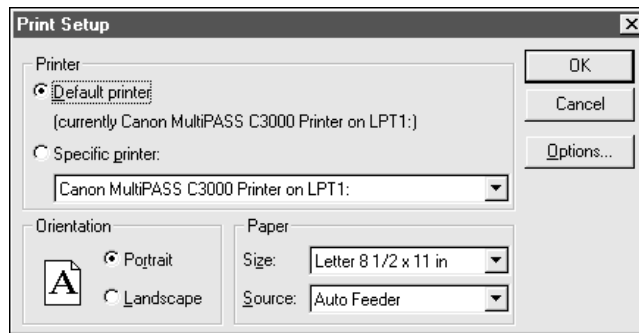 Print Setup
Printer
Default printer
(currently Canon MultiPASS C3000 Printer on LPT1:)
Specific printer:
Canon MultiPASS C3000 Printer on LPT1:
OK
Cancel
Options...
Orientation
A
Portrait
Landscape
Paper
Size: Letter 8 1/2 x 11 in
Source: Auto Feeder